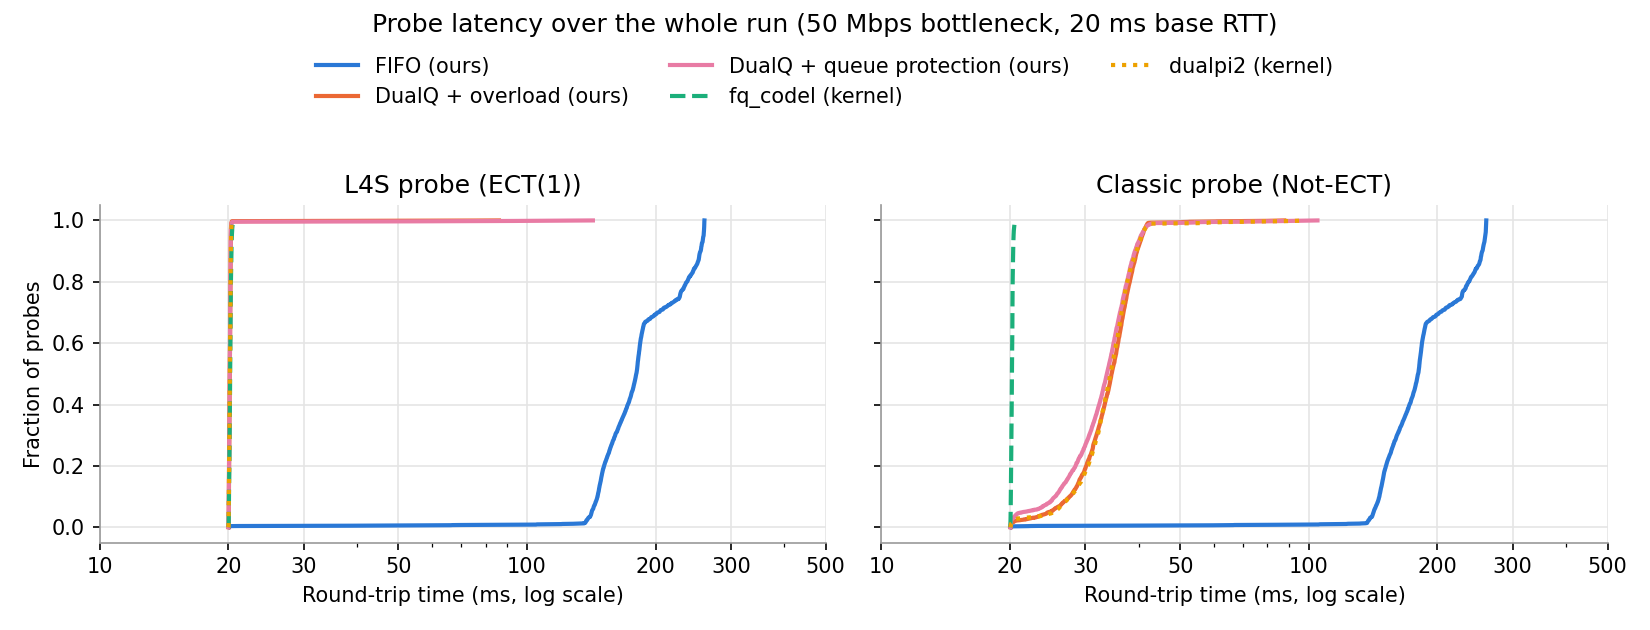 Probe latency over the whole run (50 Mbps bottleneck, 20 ms base RTT)
FIFO (ours)
DualQ + overload (ours)
DualQ + queue protection (ours)
fq_codel (kernel)
dualpi2 (kernel)
L4S probe (ECT(1))
Fraction of probes
1.0
0.8
0.6
0.4
0.2
0.0
10 20 30 50 100 200 300 500
Round-trip time (ms, log scale)
Classic probe (Not-ECT)
10 20 30 50 100 200 300 500
Round-trip time (ms, log scale)